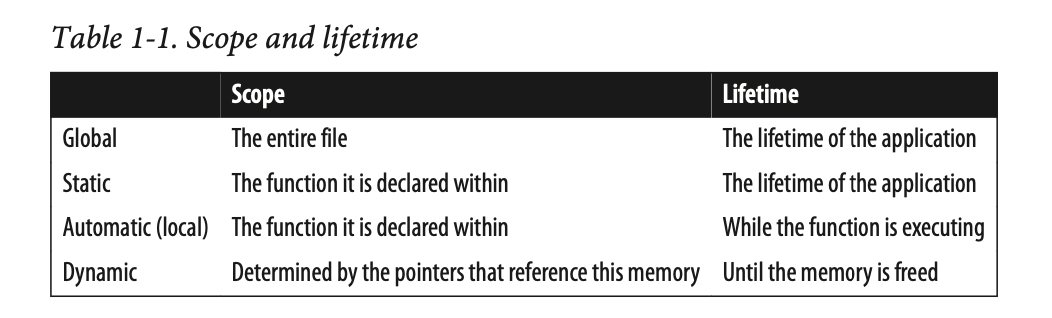 Table 1-1. Scope and lifetime
Scope Lifetime
Global The entire file The lifetime of the application
Static The function it is declared within The lifetime of the application
Automatic (local) The function it is declared within While the function is executing
Dynamic Determined by the pointers that reference this memory Until the memory is freed